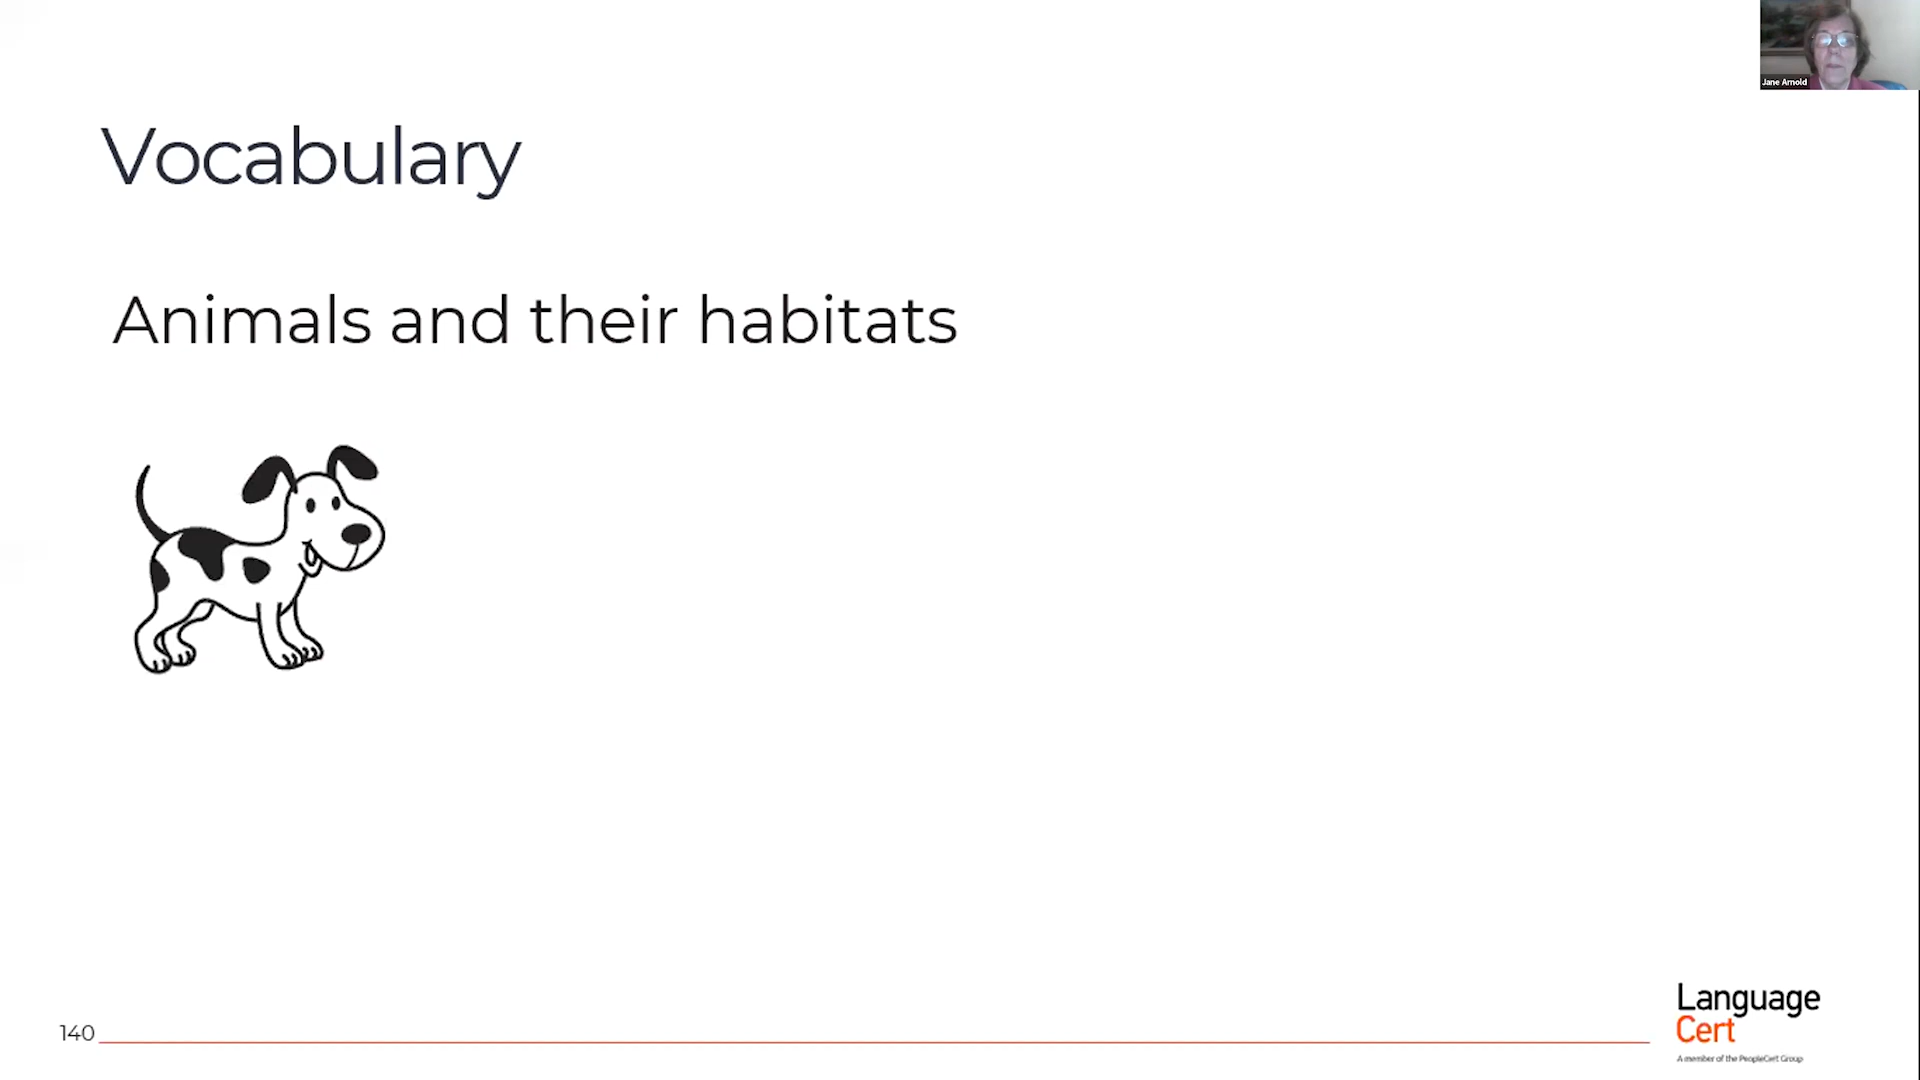 Jane Arnold
Vocabulary
Animals and their habitats
140
Language
Cert
A member of the PeopleCert Group